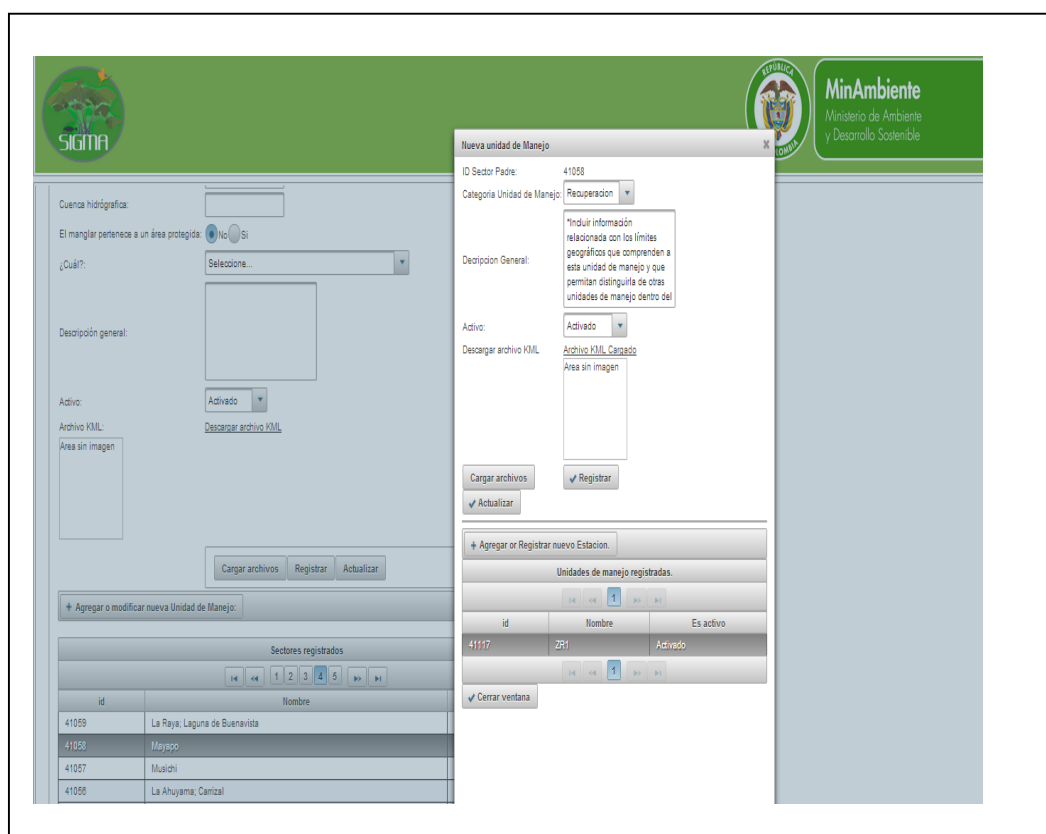 SIGMA
REPÚBLICA
COLOMBIA
MinAmbiente
Ministerio de Ambiente
y Desarrollo Sostenible
Cuenca hidrógrafica:
El manglar pertenece a un área protegida: No Si
¿Cuál?: Seleccione...
Descripción general:
Activo: Activado
Archivo KML: Descargar archivo KML
Area sin imagen
Cargar archivos Registrar Actualizar
+ Agregar o modificar nueva Unidad de Manejo:
Sectores registrados
1 2 3 4 5
id Nombre
41059 La Raya; Laguna de Buenavista
41058 Mayapo
41057 Musichi
41056 La Ahuyama; Carrizal
Nueva unidad de Manejo x
ID Sector Padre: 41058
Categoria Unidad de Manejo: Recuperacion
Decripcion General:
*Incluir información
relacionada con los límites
geográficos que comprenden a
esta unidad de manejo y que
permitan distinguirla de otras
unidades de manejo dentro del
Activo: Activado
Descargar archivo KML Archivo KML Cargado
Area sin imagen
Cargar archivos Registrar
Actualizar
+ Agregar or Registrar nuevo Estacion.
Unidades de manejo registradas.
1
id Nombre Es activo
41117 ZR1 Activado
1
Cerrar ventana